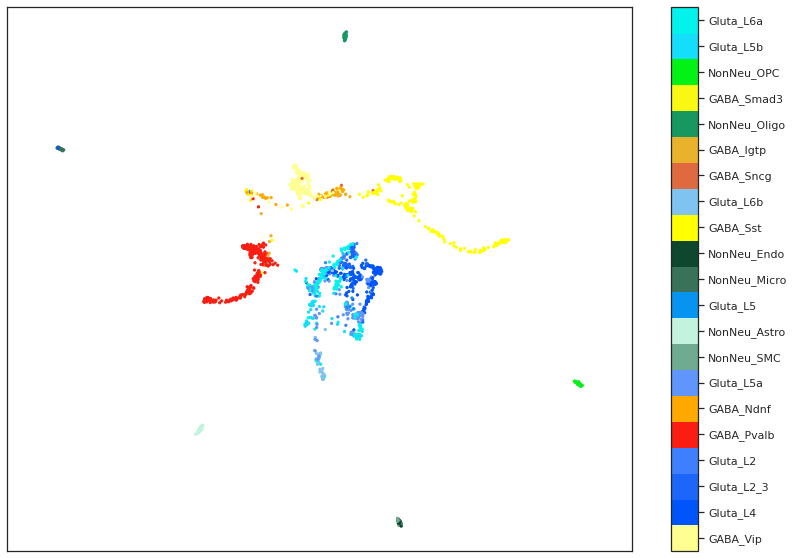 Gluta_L6a
Gluta_L5b
NonNeu_OPC
GABA_Smad3
NonNeu_Oligo
GABA_Igtp
GABA_Sncg
Gluta_L6b
GABA_Sst
NonNeu_Endo
NonNeu_Micro
Gluta_L5
NonNeu_Astro
NonNeu_SMC
Gluta_L5a
GABA_Ndnf
GABA_Pvalb
Gluta_L2
Gluta_L2_3
Gluta_L4
GABA_Vip